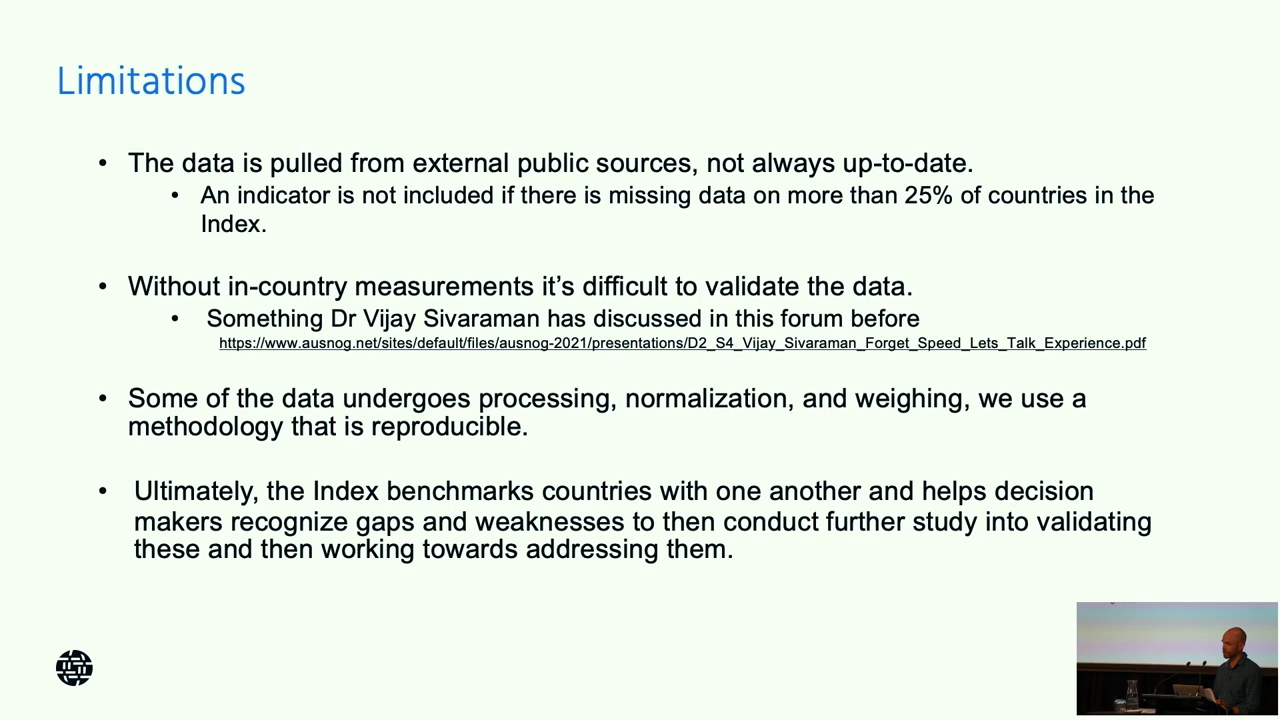 Limitations
• The data is pulled from external public sources, not always up-to-date.
• An indicator is not included if there is missing data on more than 25% of countries in the
Index.
• Without in-country measurements it’s difficult to validate the data.
• Something Dr Vijay Sivaraman has discussed in this forum before
https://www.ausnog.net/sites/default/files/ausnog-2021/presentations/D2_S4_Vijay_Sivaraman_Forget_Speed_Lets_Talk_Experience.pdf
• Some of the data undergoes processing, normalization, and weighing, we use a
methodology that is reproducible.
• Ultimately, the Index benchmarks countries with one another and helps decision
makers recognize gaps and weaknesses to then conduct further study into validating
these and then working towards addressing them.